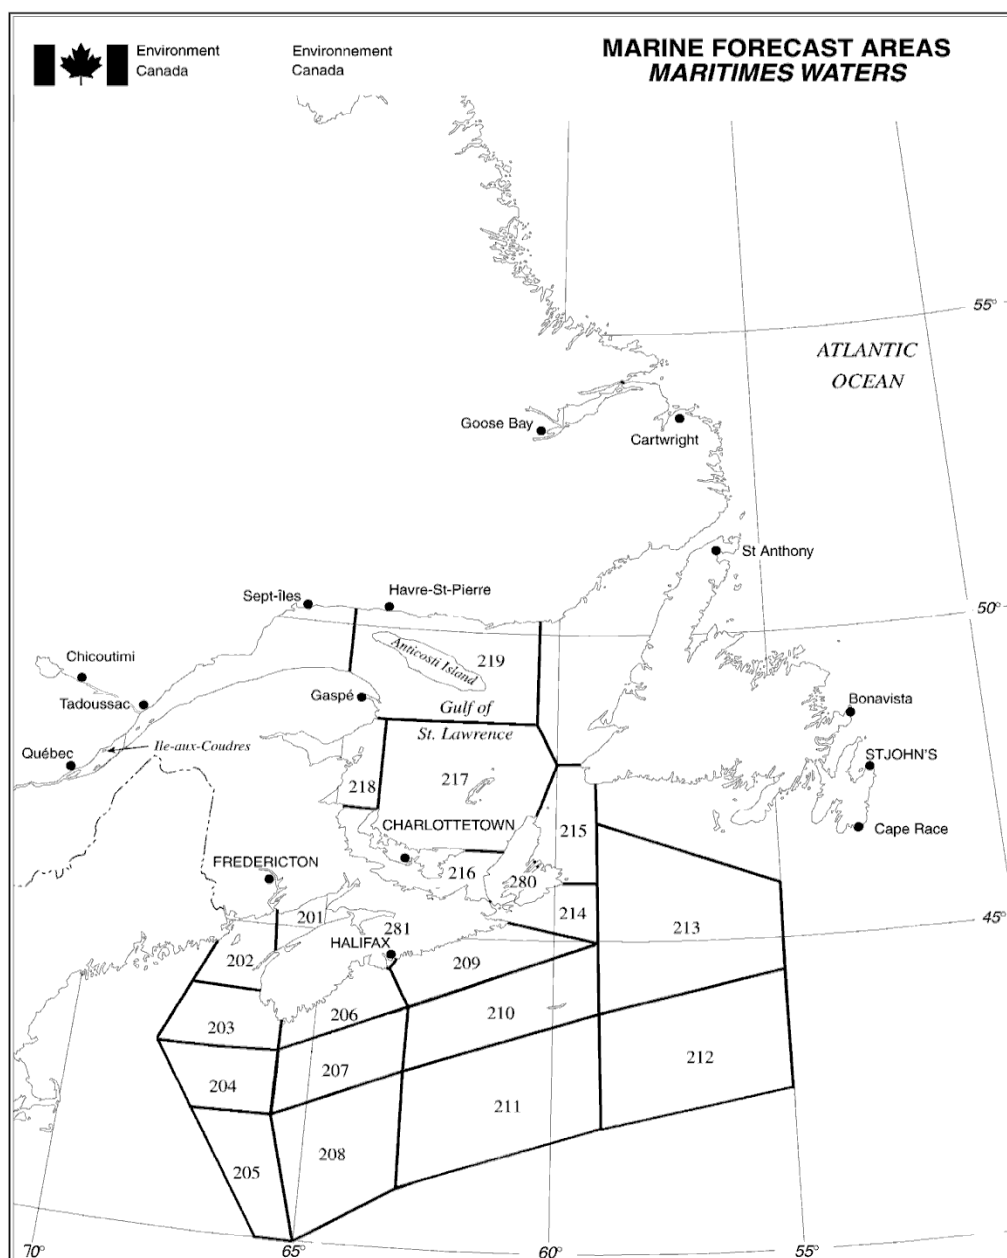 Environment
Canada
Environnement
Canada
MARINE FORECAST AREAS
MARITIMES WATERS
55°
ATLANTIC
OCEAN
Goose Bay
Cartwright
St Anthony
Sept-Îles
Havre-St-Pierre
50°
Chicoutimi
Anticosti Island
219
Tadoussac
Gaspé
Gulf of
St. Lawrence
Bonavista
Ile-aux-Coudres
Québec
STJOHN'S
217
218
CHARLOTTETOWN
215
Cape Race
FREDERICTON
216
280
201
214
281
213
45°
HALIFAX
202
209
206
210
203
212
207
204
211
208
205
70°
65°
60°
55°